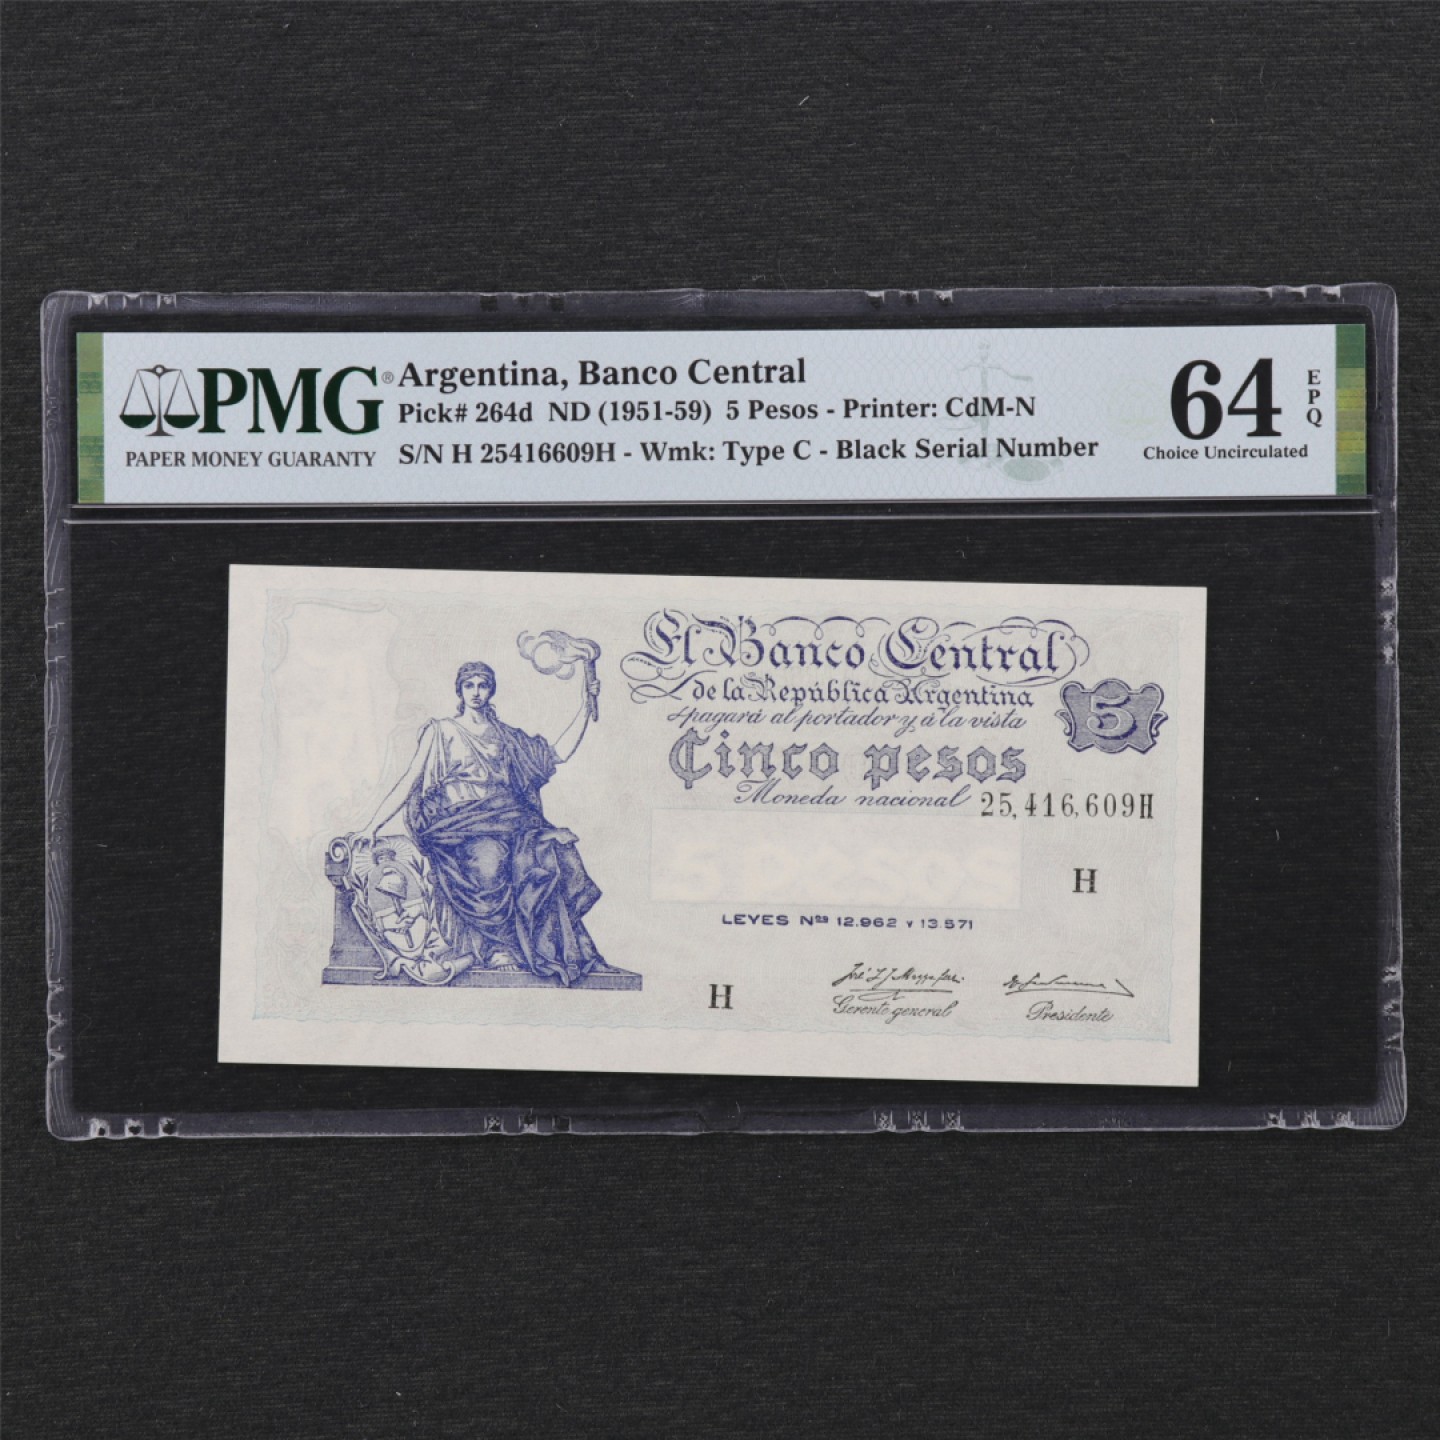 PMG®
PAPER MONEY GUARANTY
Argentina, Banco Central
Pick# 264d ND (1951-59) 5 Pesos - Printer: CdM-N
S/N H 25416609H - Wmk: Type C - Black Serial Number
64
EPQ
Choice Uncirculated
El Banco Central
de la República Argentina
pagará al portador y á la vista
5
Cinco pesos
Moneda nacional 25,416,609H
H
LEYES Nos 12.962 Y 13.571
H
Gerente general
Presidente